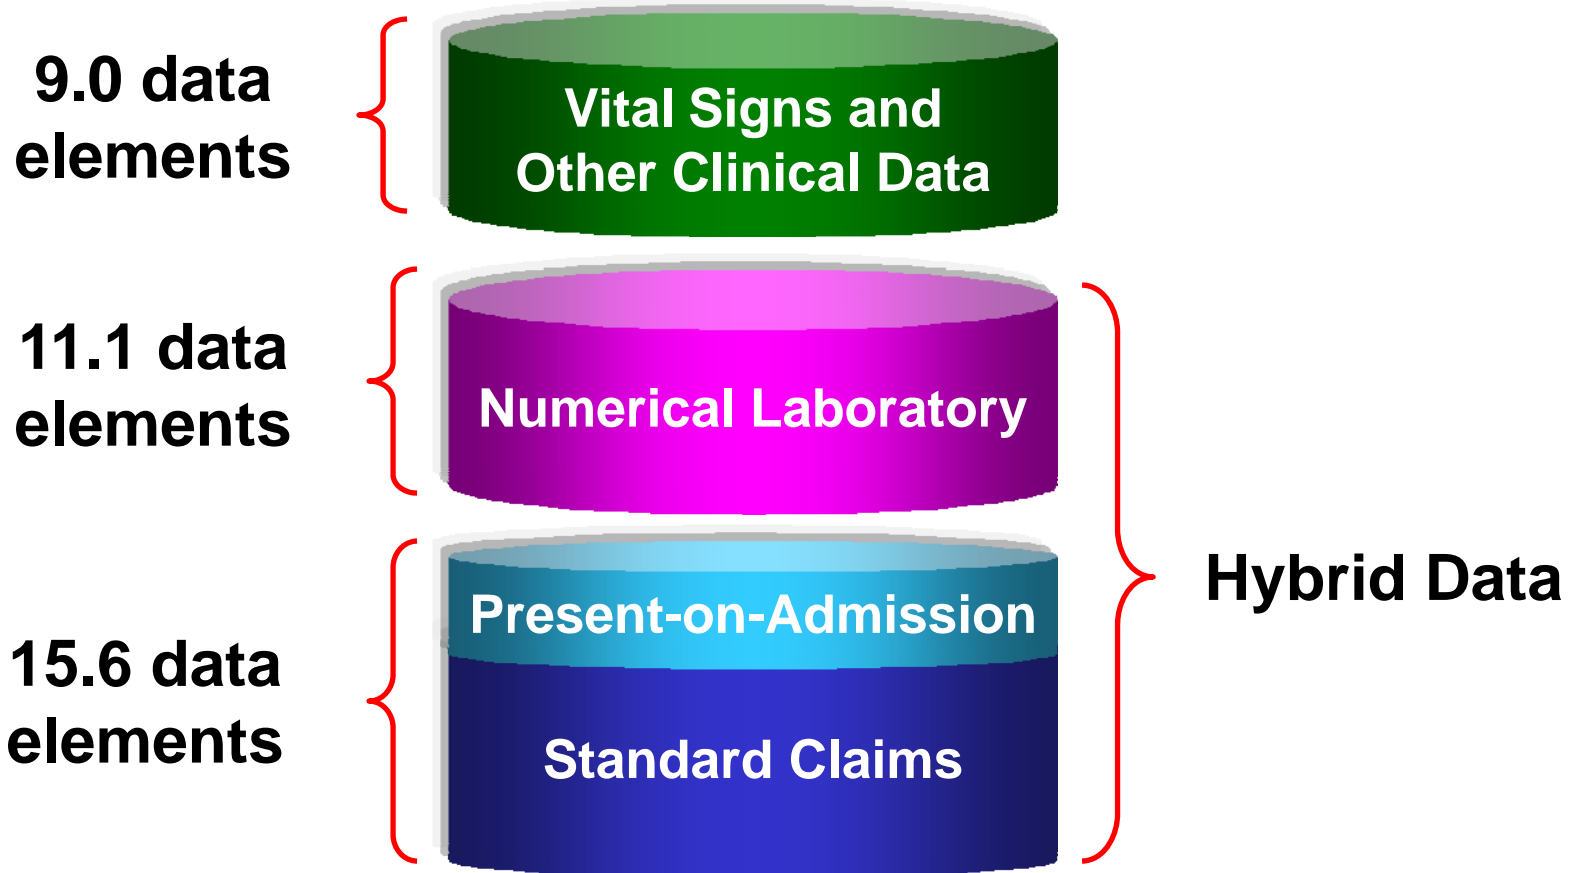 9.0 data
elements
Vital Signs and
Other Clinical Data
11.1 data
elements
Numerical Laboratory
Hybrid Data
Present-on-Admission
15.6 data
elements
Standard Claims